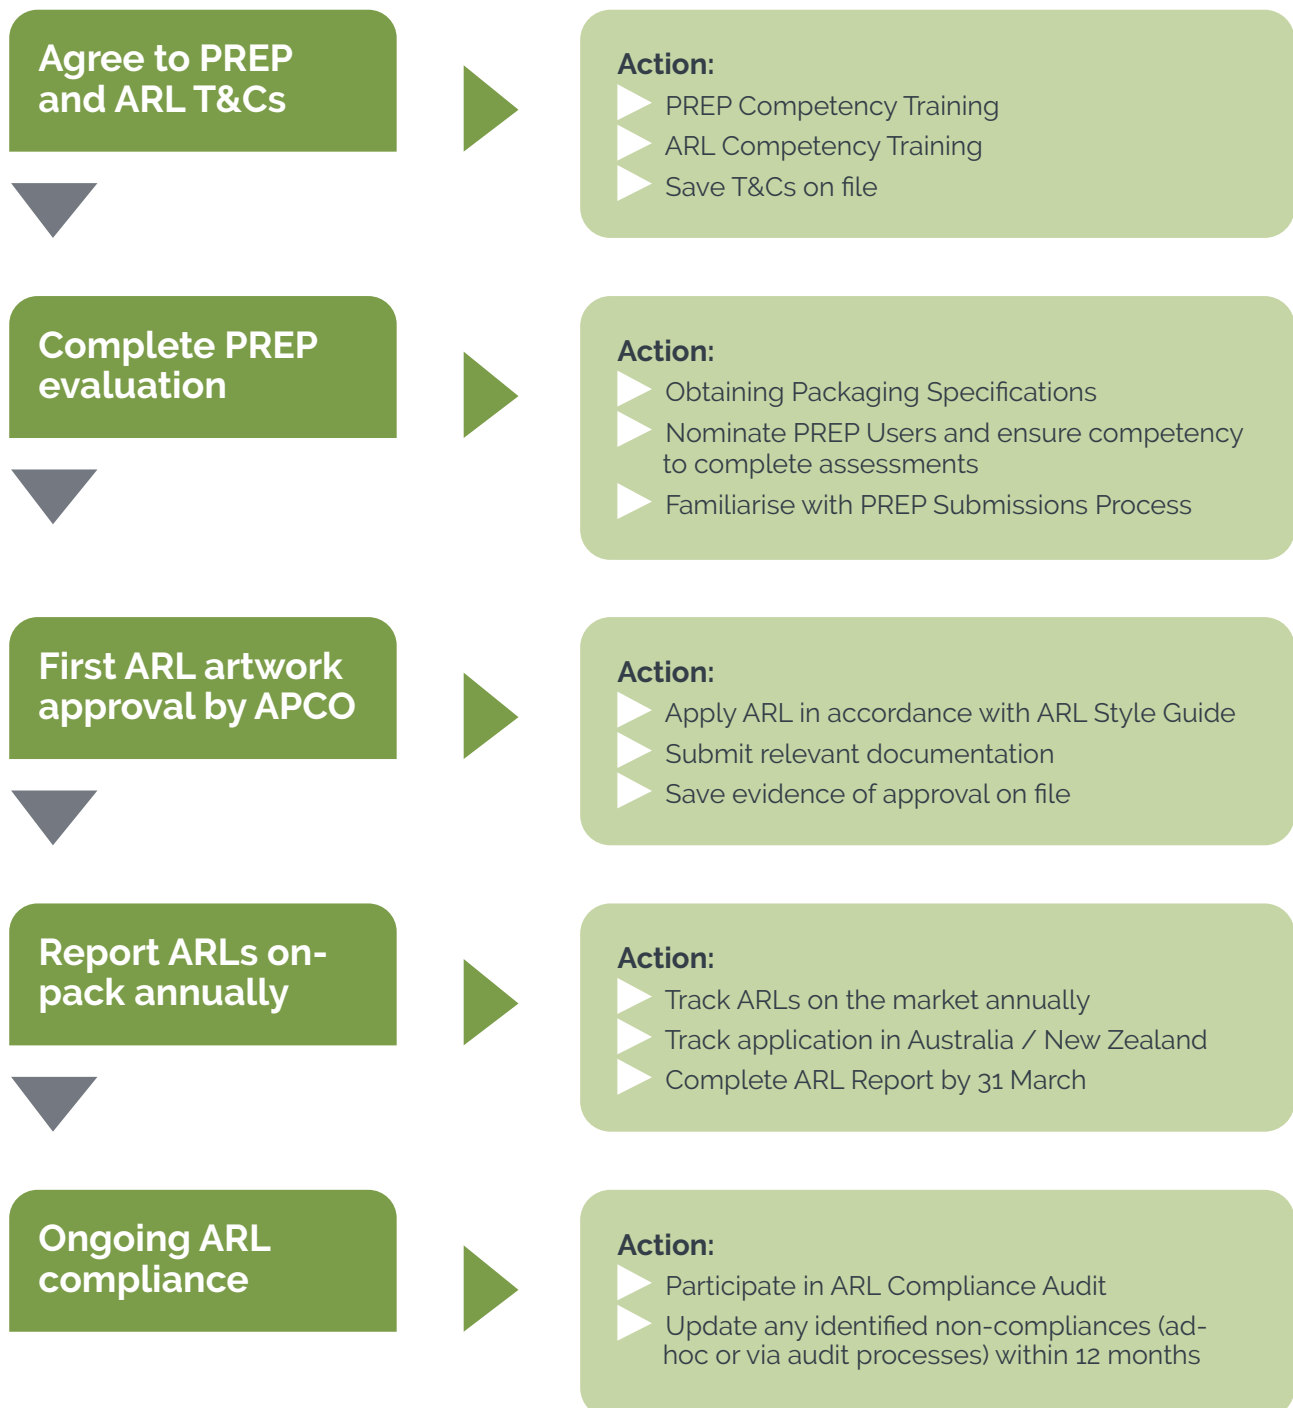 Agree to PREP
and ARL T&Cs
Action:
PREP Competency Training
ARL Competency Training
Save T&Cs on file
Complete PREP
evaluation
Action:
Obtaining Packaging Specifications
Nominate PREP Users and ensure competency
to complete assessments
Familiarise with PREP Submissions Process
First ARL artwork
approval by APCO
Action:
Apply ARL in accordance with ARL Style Guide
Submit relevant documentation
Save evidence of approval on file
Report ARLs on-
pack annually
Action:
Track ARLs on the market annually
Track application in Australia / New Zealand
Complete ARL Report by 31 March
Ongoing ARL
compliance
Action:
Participate in ARL Compliance Audit
Update any identified non-compliances (ad-
hoc or via audit processes) within 12 months